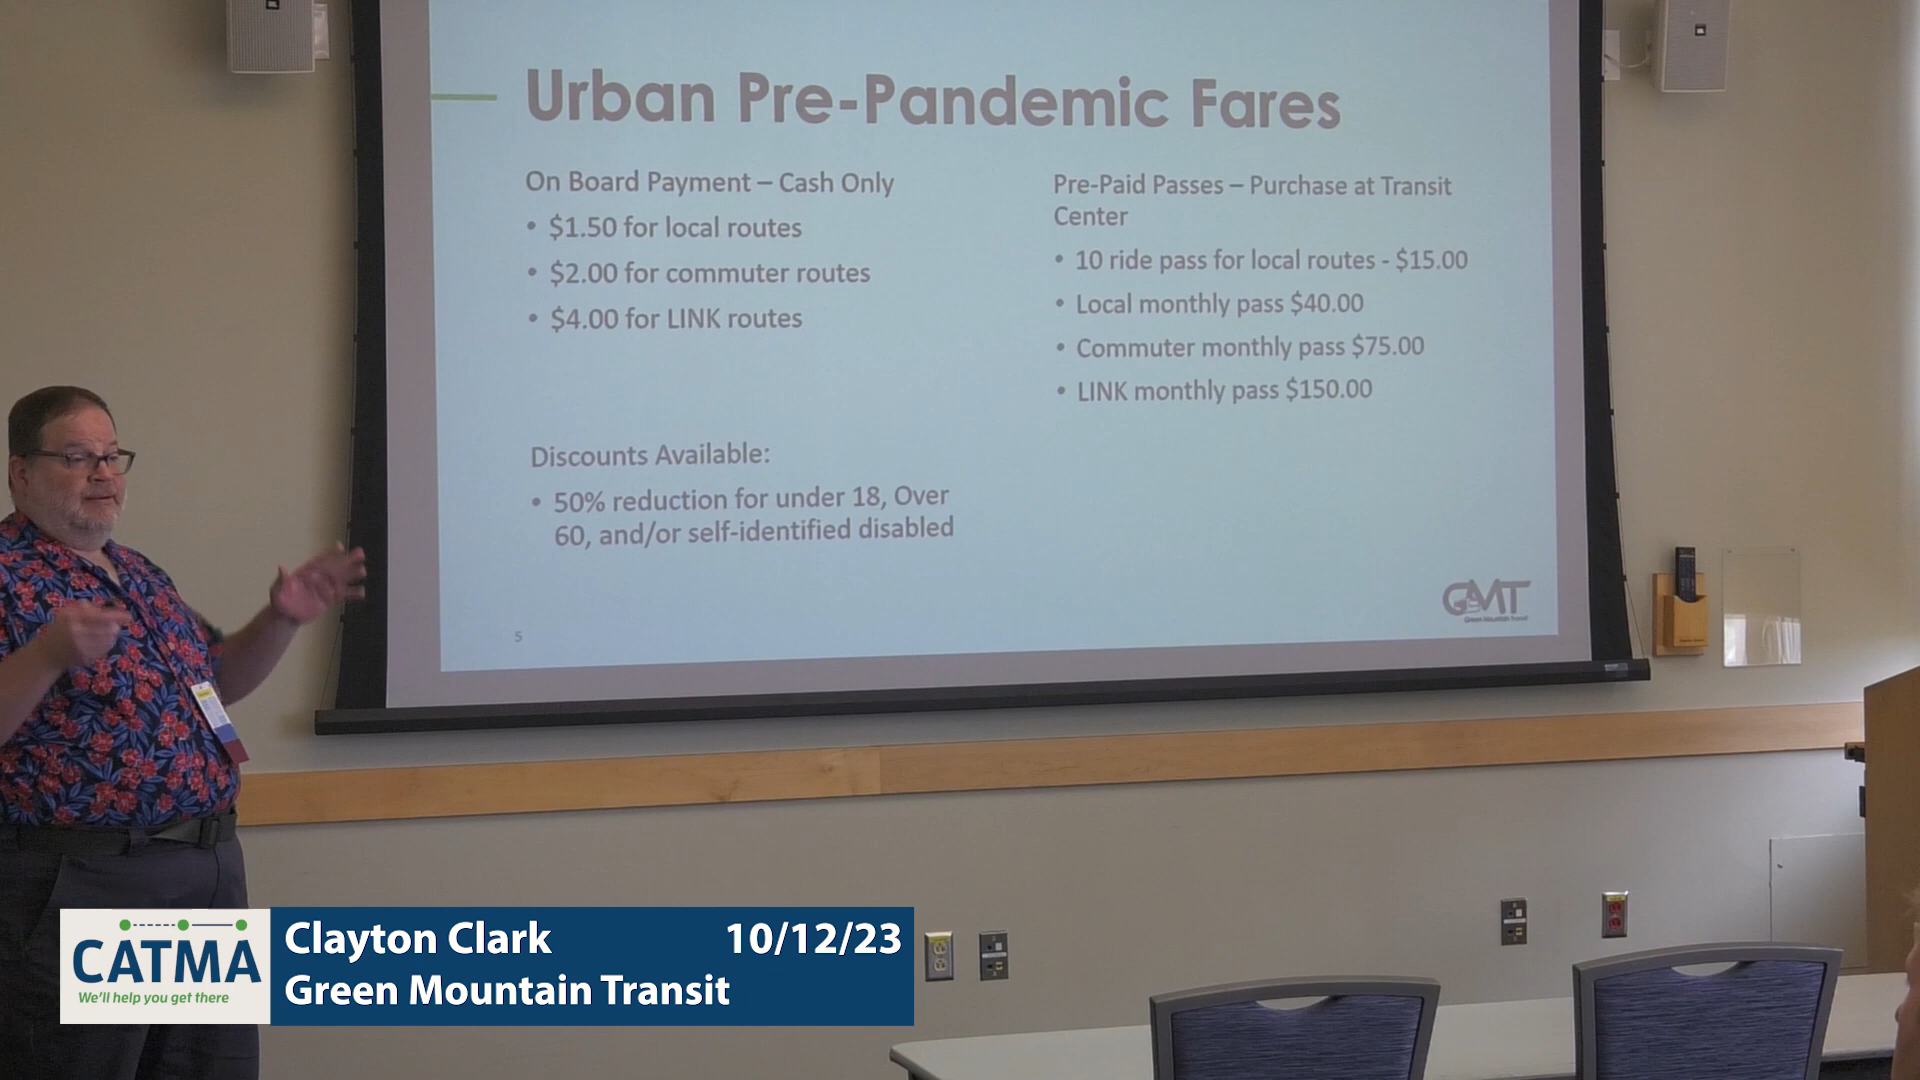 Urban Pre-Pandemic Fares
On Board Payment – Cash Only
• $1.50 for local routes
• $2.00 for commuter routes
• $4.00 for LINK routes
Discounts Available:
• 50% reduction for under 18, Over
60, and/or self-identified disabled
Pre-Paid Passes – Purchase at Transit
Center
• 10 ride pass for local routes - $15.00
• Local monthly pass $40.00
• Commuter monthly pass $75.00
• LINK monthly pass $150.00
5
GMT
Green Mountain Transit
CATMA
We'll help you get there
Clayton Clark 10/12/23
Green Mountain Transit